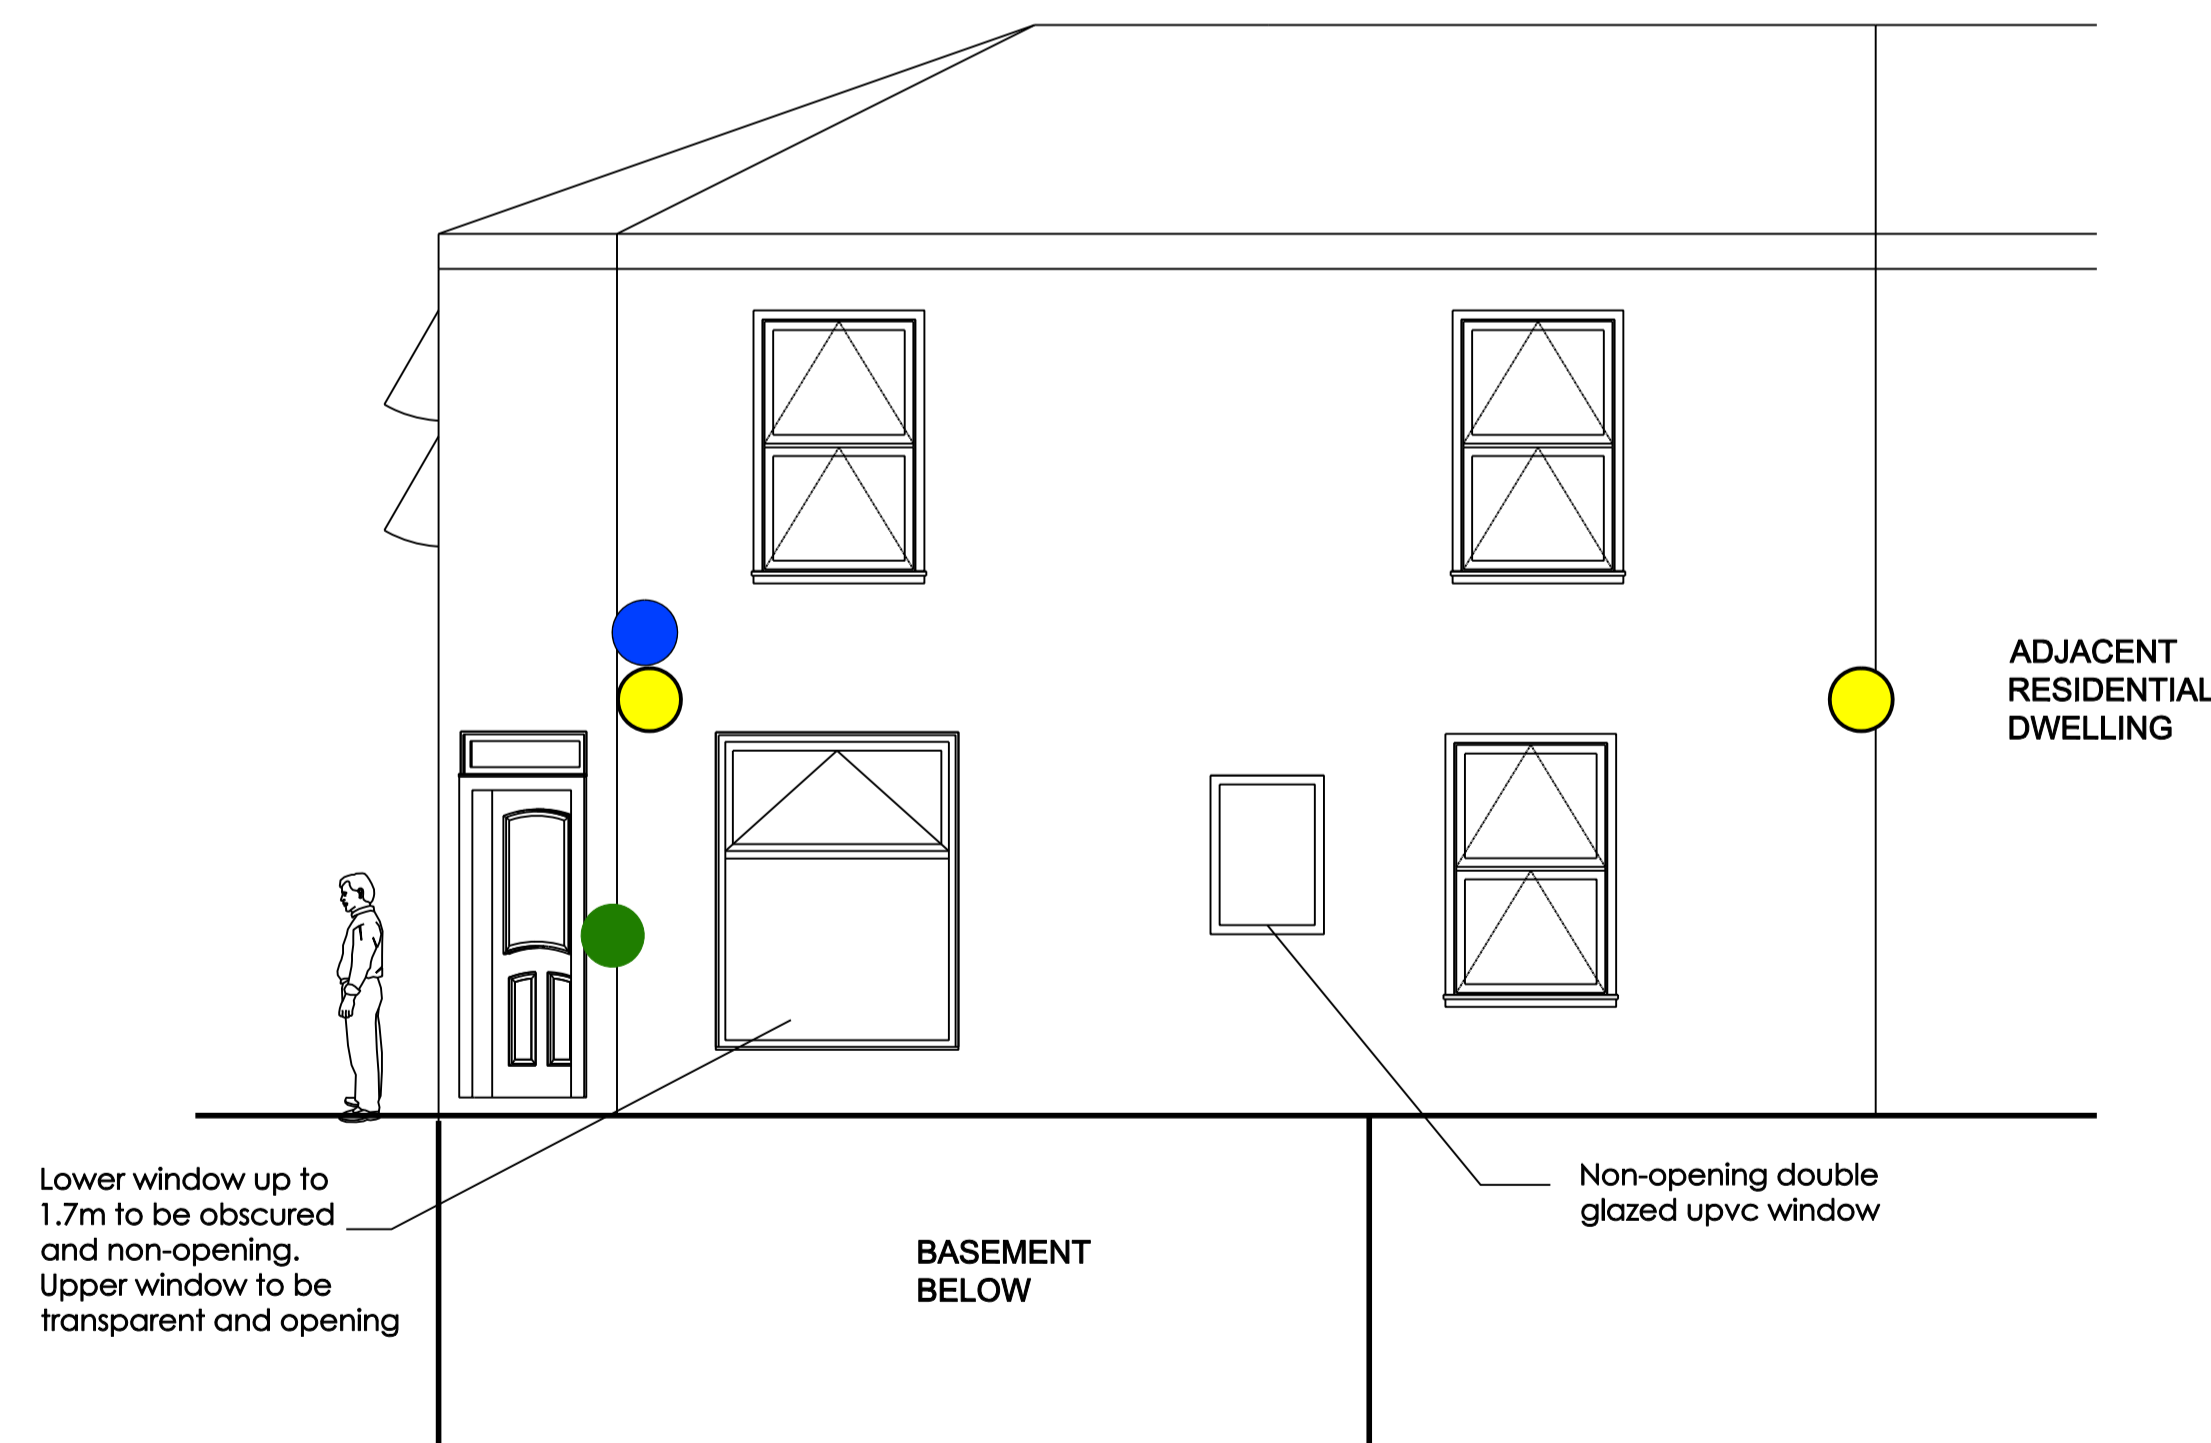 ADJACENT
RESIDENTIAL
DWELLING
Lower window up to
1.7m to be obscured
and non-opening.
Upper window to be
transparent and opening
Non-opening double
glazed upvc window
BASEMENT
BELOW